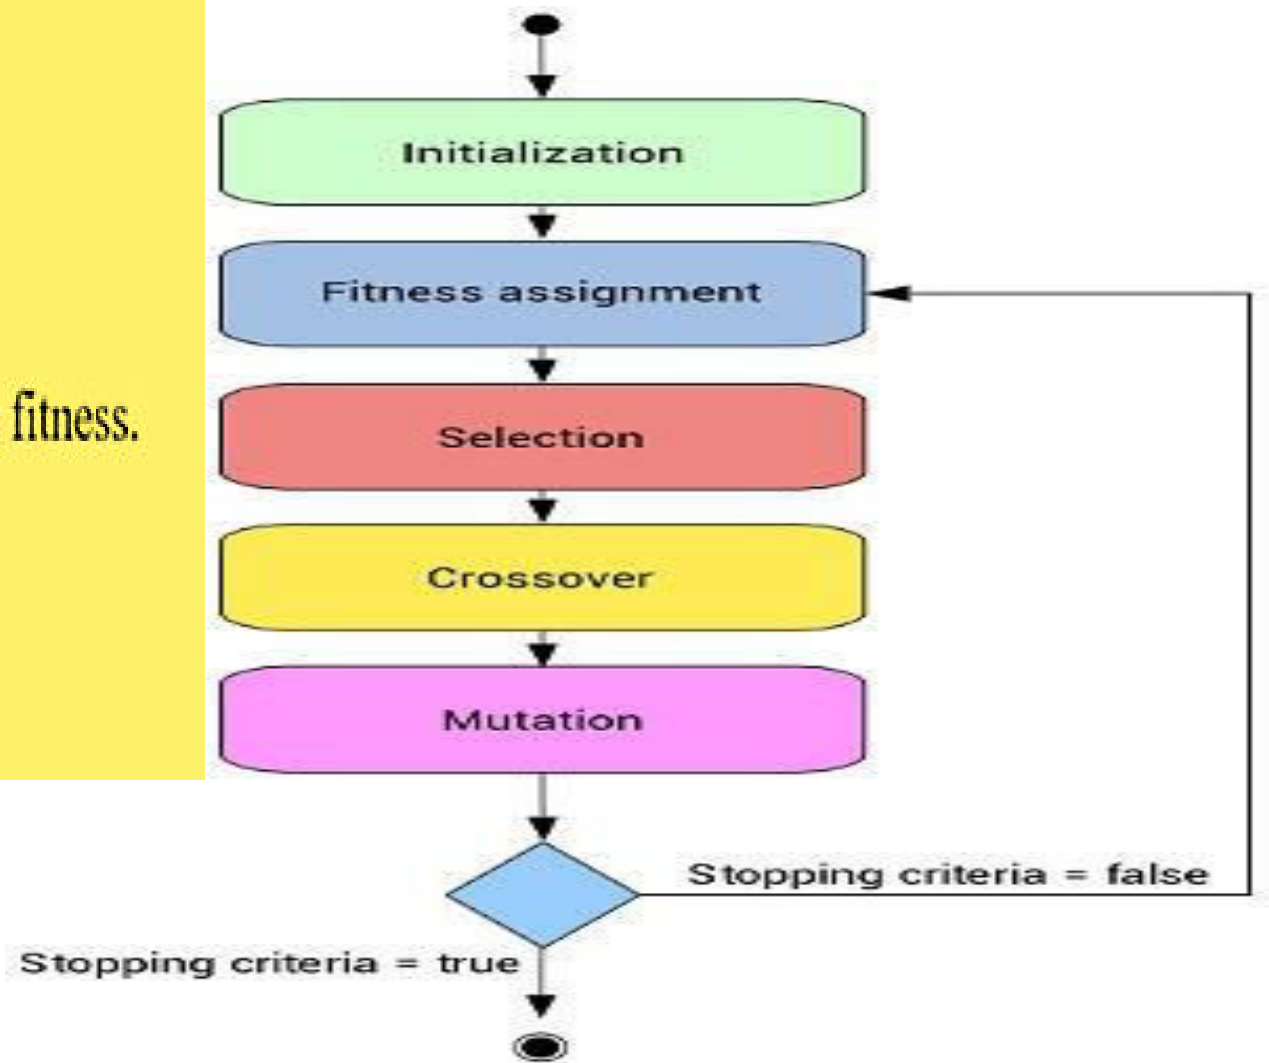 Initialization
Fitness assignment
fitness.
Selection
Crossover
Mutation
Stopping criteria = false
Stopping criteria = true